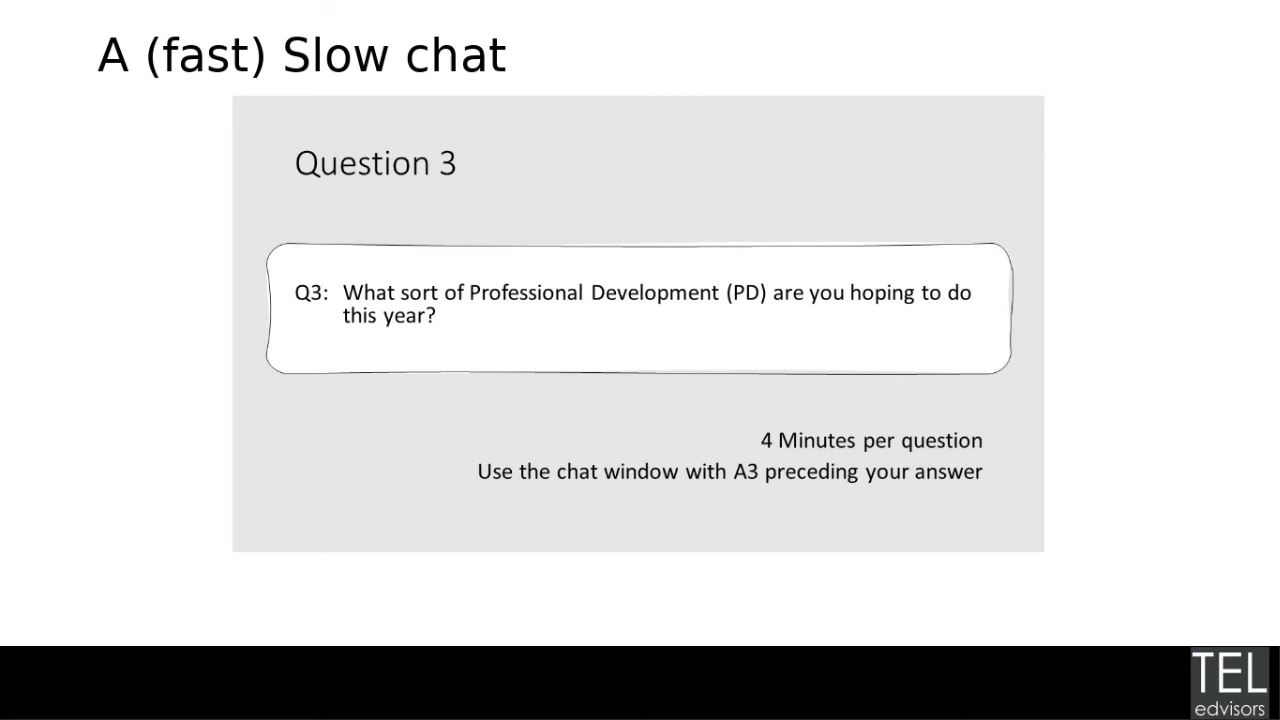 A (fast) Slow chat
Question 3
Q3: What sort of Professional Development (PD) are you hoping to do
this year?
4 Minutes per question
Use the chat window with A3 preceding your answer
TEL
edvisors